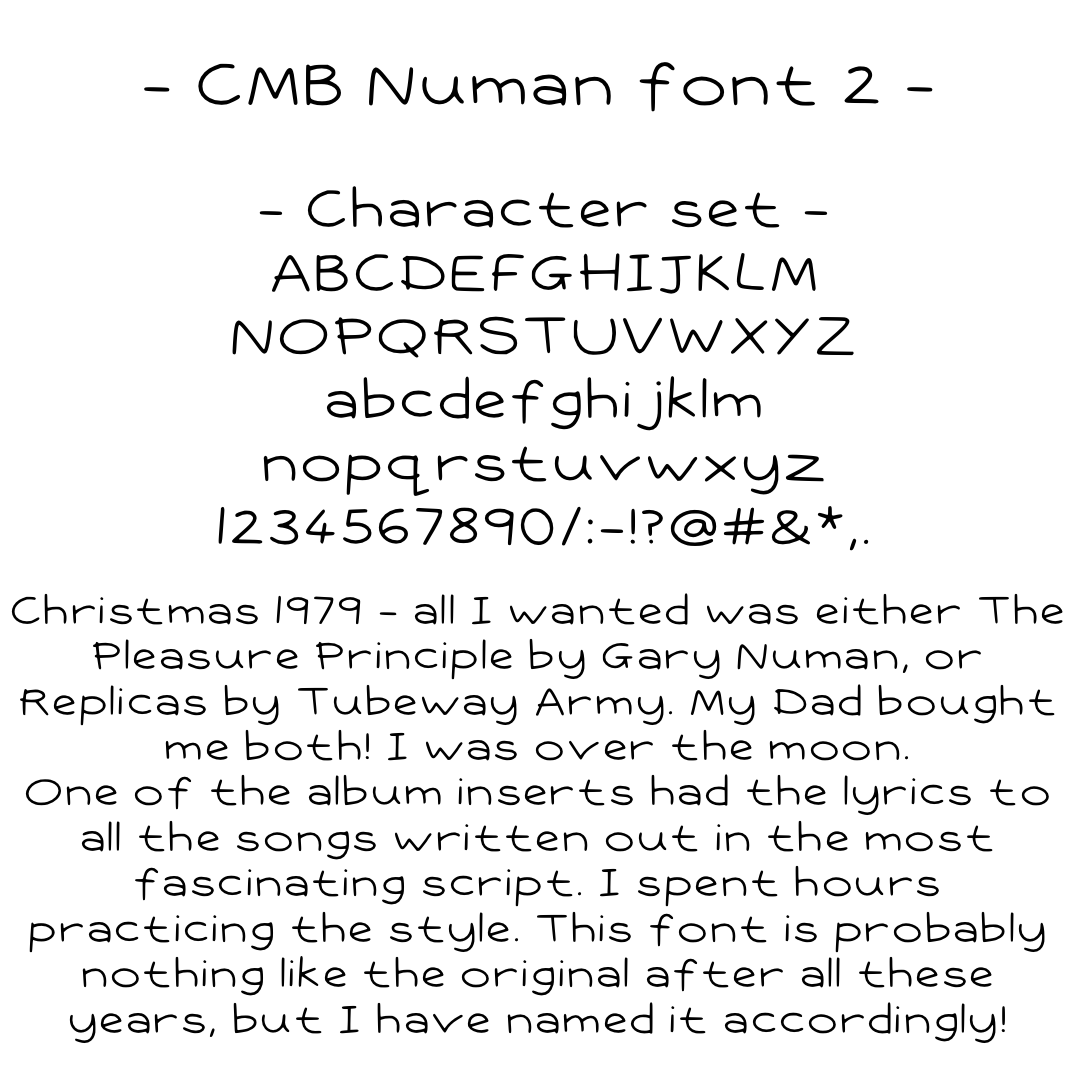 - CMB Numan font 2 -
- Character set -
ABCDEFGHIJKLM
NOPQRSTUVWXYZ
abcdefghijklm
nopqrstuvwxyz
1234567890/:-!?@#&*,.
Christmas 1979 - all I wanted was either The
Pleasure Principle by Gary Numan, or
Replicas by Tubeway Army. My Dad bought
me both! I was over the moon.
One of the album inserts had the lyrics to
all the songs written out in the most
fascinating script. I spent hours
practicing the style. This font is probably
nothing like the original after all these
years, but I have named it accordingly!